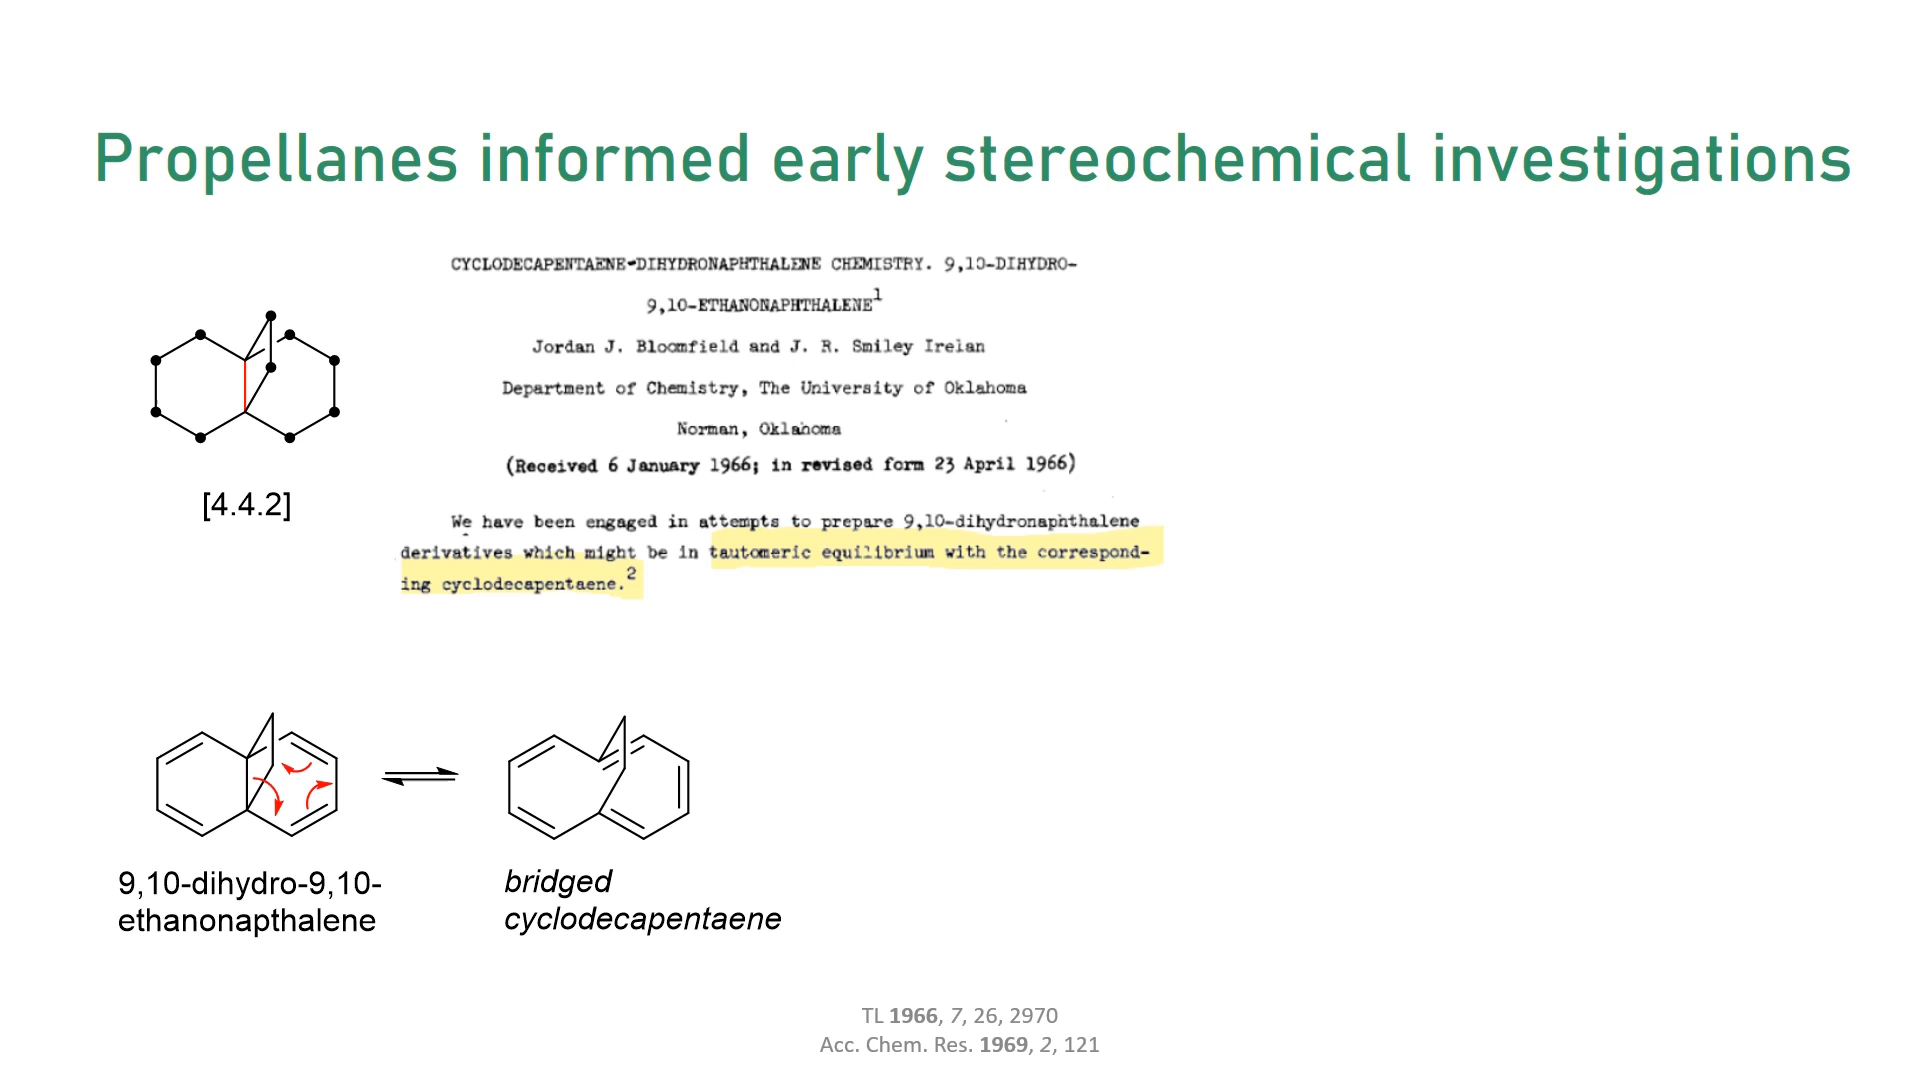 Propellanes informed early stereochemical investigations
CYCLODECAPENTAENE-DIHYDRONAPHTHALENE CHEMISTRY. 9,10-DIHYDRO-
9,10-ETHANONAPHTHALENE1
Jordan J. Bloomfield and J. R. Smiley Irelan
Department of Chemistry, The University of Oklahoma
Norman, Oklahoma
(Received 6 January 1966; in revised form 23 April 1966)
[4.4.2]
We have been engaged in attempts to prepare 9,10-dihydronaphthalene
derivatives which might be in tautomeric equilibrium with the correspond-
ing cyclodecapentaene.2
9,10-dihydro-9,10-
ethanonapthalene
bridged
cyclodecapentaene
TL 1966, 7, 26, 2970
Acc. Chem. Res. 1969, 2, 121